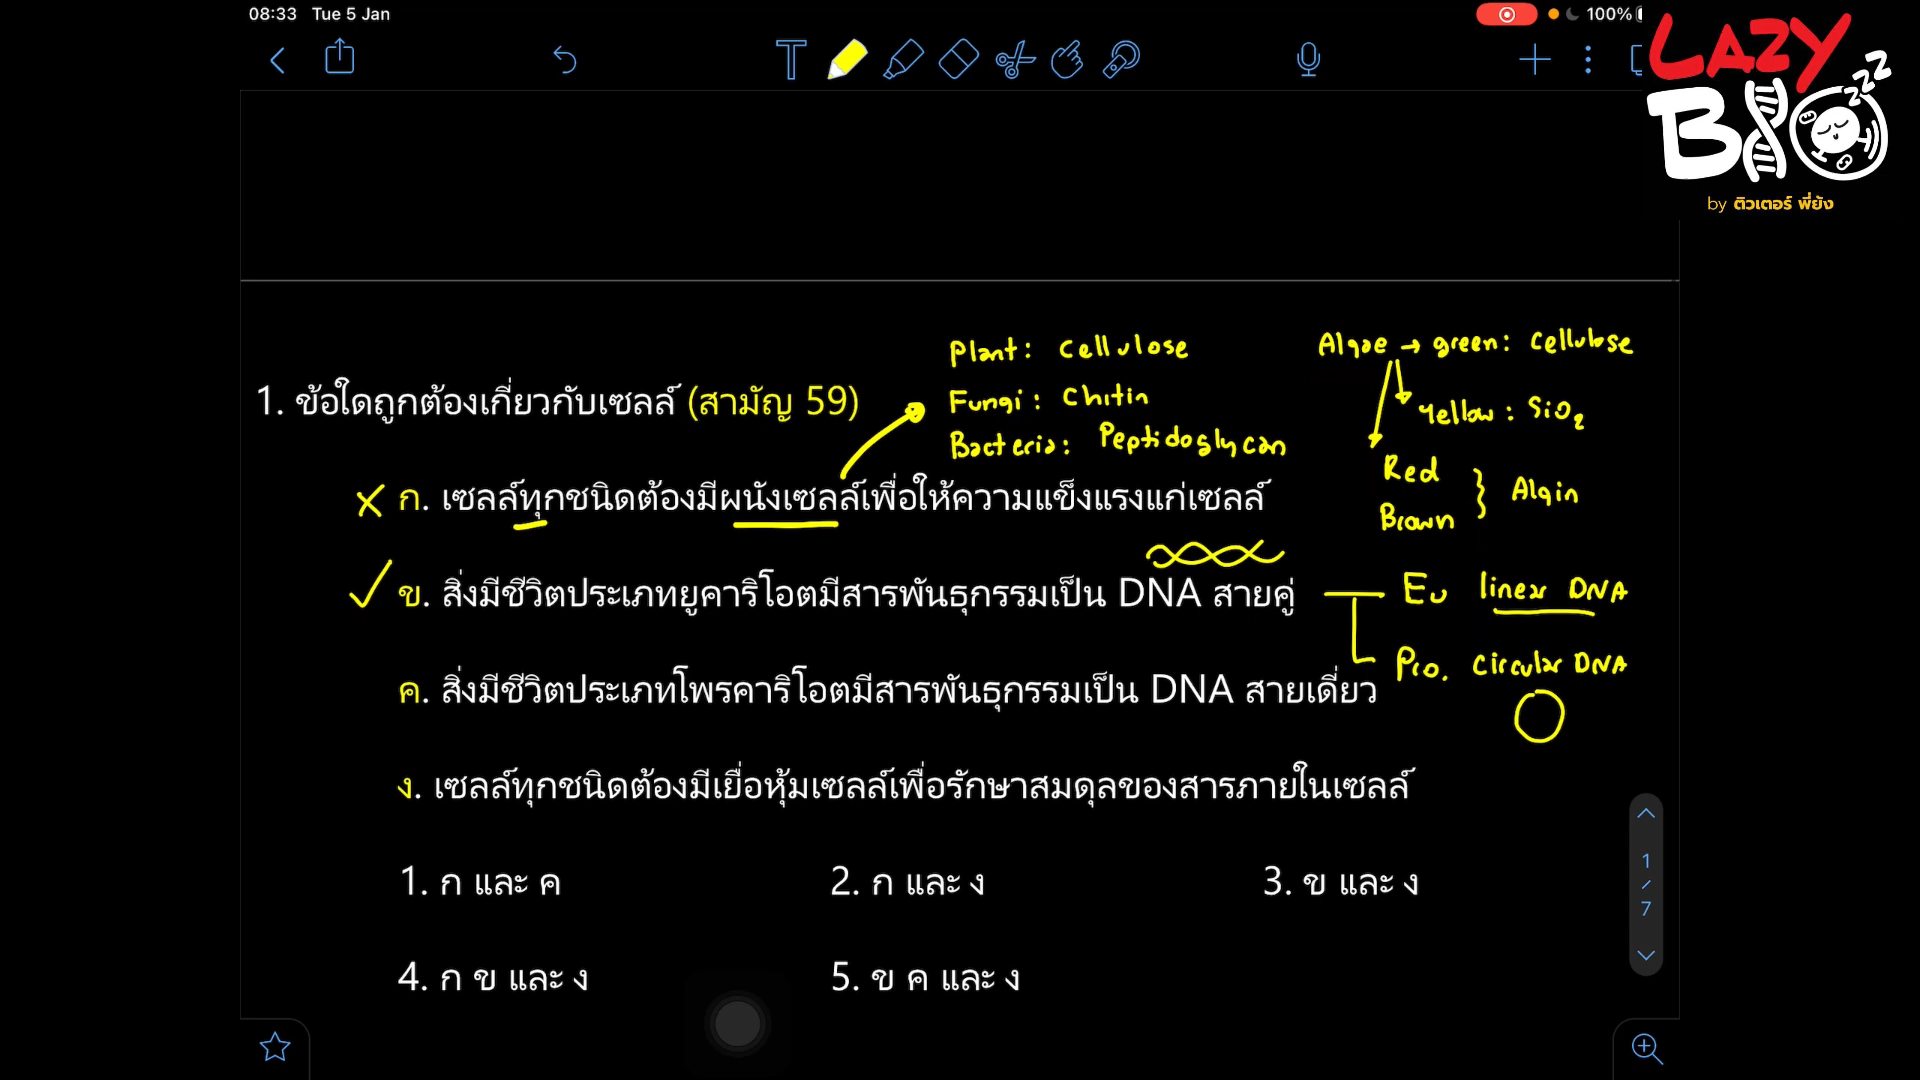 08:33 Tue 5 Jan
100%
LAZY
BIO
zzz
by ติวเตอร์ พี่ยัง
Plant: Cellulose
Fungi: Chitin
Bacteria: Peptidoglycan
Algae → green: Cellulose
Yellow: SiO2
Red
Brown
} Algin
1. ข้อใดถูกต้องเกี่ยวกับเซลล์ (สามัญ 59)
✗ ก. เซลล์ทุกชนิดต้องมีผนังเซลล์เพื่อให้ความแข็งแรงแก่เซลล์
✓ ข. สิ่งมีชีวิตประเภทยูคาริโอตมีสารพันธุกรรมเป็น DNA สายคู่
Eu linear DNA
Pro. Circular DNA
ค. สิ่งมีชีวิตประเภทโพรคาริโอตมีสารพันธุกรรมเป็น DNA สายเดี่ยว
ง. เซลล์ทุกชนิดต้องมีเยื่อหุ้มเซลล์เพื่อรักษาสมดุลของสารภายในเซลล์
1. ก และ ค 2. ก และ ง 3. ข และ ง
4. ก ข และ ง 5. ข ค และ ง
1
/
7